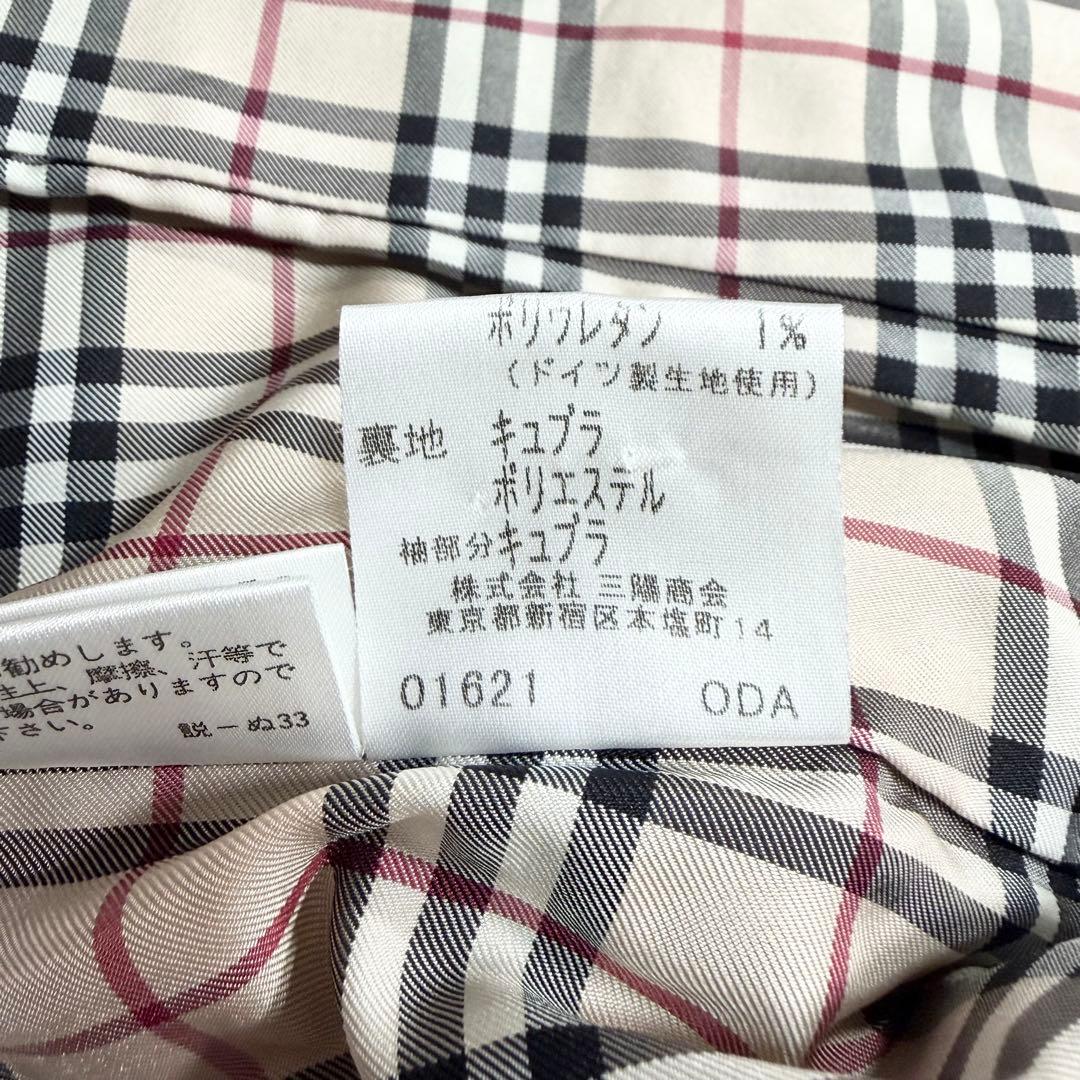 ポリウレタン 1%
(ドイツ製生地使用)
裏地 キュプラ
ポリエステル
袖部分キュプラ
株式会社 三陽商会
東京都新宿区本塩町14
01621 ODA
勧めします。
性上、摩擦、汗等で
場合がありますので
下さい。
説-ぬ33